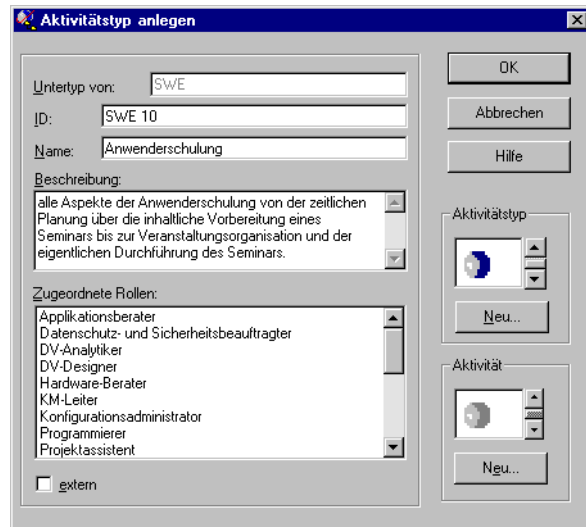 Aktivitätstyp anlegen
Untertyp von: SWE
ID: SWE 10
Name: Anwenderschulung
Beschreibung:
alle Aspekte der Anwenderschulung von der zeitlichen
Planung über die inhaltliche Vorbereitung eines
Seminars bis zur Veranstaltungsorganisation und der
eigentlichen Durchführung des Seminars.
Zugeordnete Rollen:
Applikationsberater
Datenschutz- und Sicherheitsbeauftragter
DV-Analytiker
DV-Designer
Hardware-Berater
KM-Leiter
Konfigurationsadministrator
Programmierer
Projektassistent
extern
OK
Abbrechen
Hilfe
Aktivitätstyp
Neu...
Aktivität
Neu...